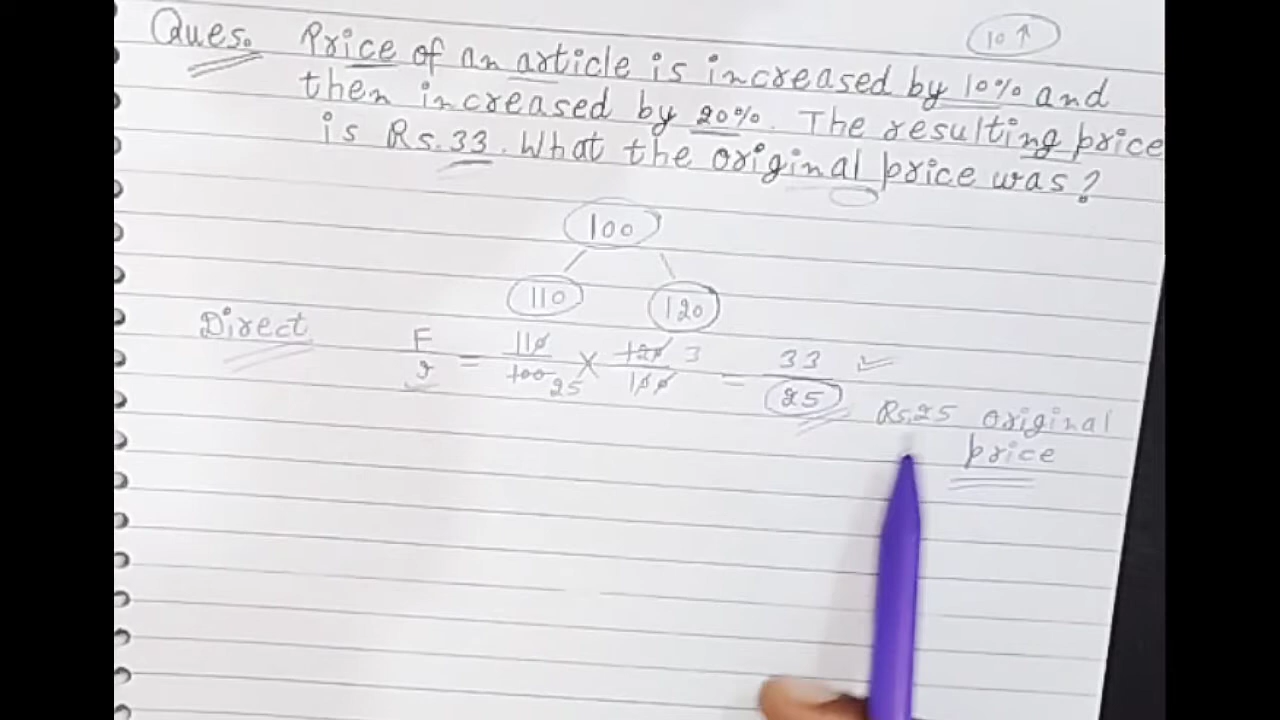 10 ↑
Ques. Price of an article is increased by 10% and
then increased by 20%. The resulting price
is Rs. 33. What the original price was?
100
110 120
Direct F/I = 110/100 25 × 120/100 3 = 33/25 ✓
Rs. 25 original
price